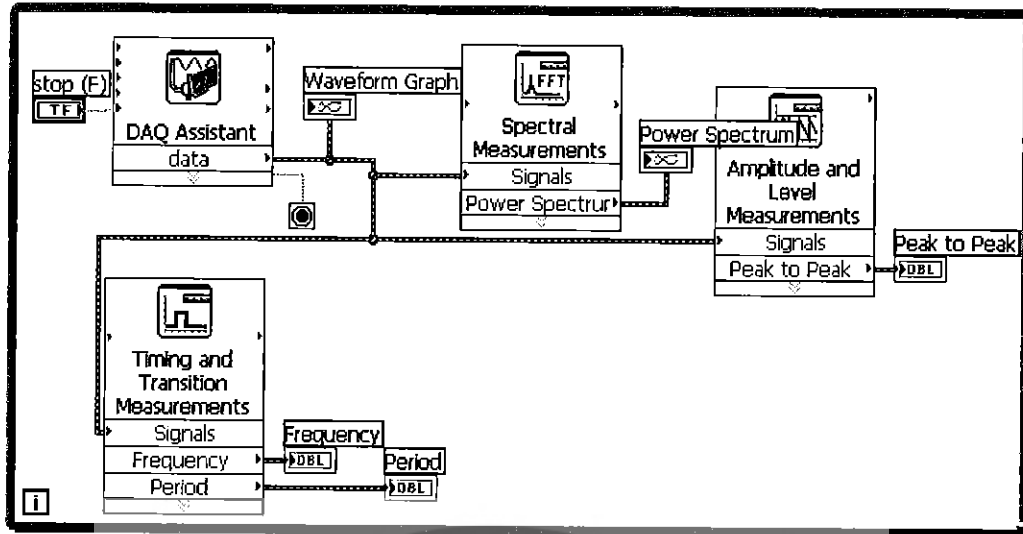 stop (F)
TF
DAQ Assistant
data
Waveform Graph
FFT
Spectral
Measurements
Signals
Power Spectrur
Power Spectrum
Amplitude and
Level
Measurements
Signals
Peak to Peak
Peak to Peak
DBL
Timing and
Transition
Measurements
Signals
Frequency
Period
Frequency
DBL
Period
DBL
i